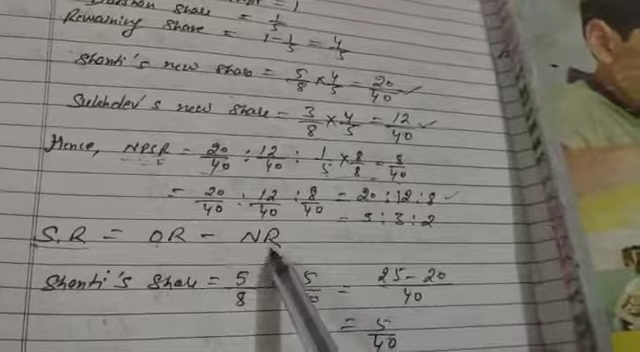 share = 1/5
Remaining share = 1-1/5 = 4/5
Shanti's new share = 5/8 × 4/5 = 20/40 ✓
Sukhdev's new share = 3/8 × 4/5 = 12/40 ✓
Hence, NPSR = 20/40 : 12/40 : 1/5 × 8/8 = 8/40
= 20/40 : 12/40 : 8/40 = 20:12:8 ✓
= 5:3:2
S.R = OR - NR
Shanti's Share = 5/8 5/ = 25-20/40
= 5/40